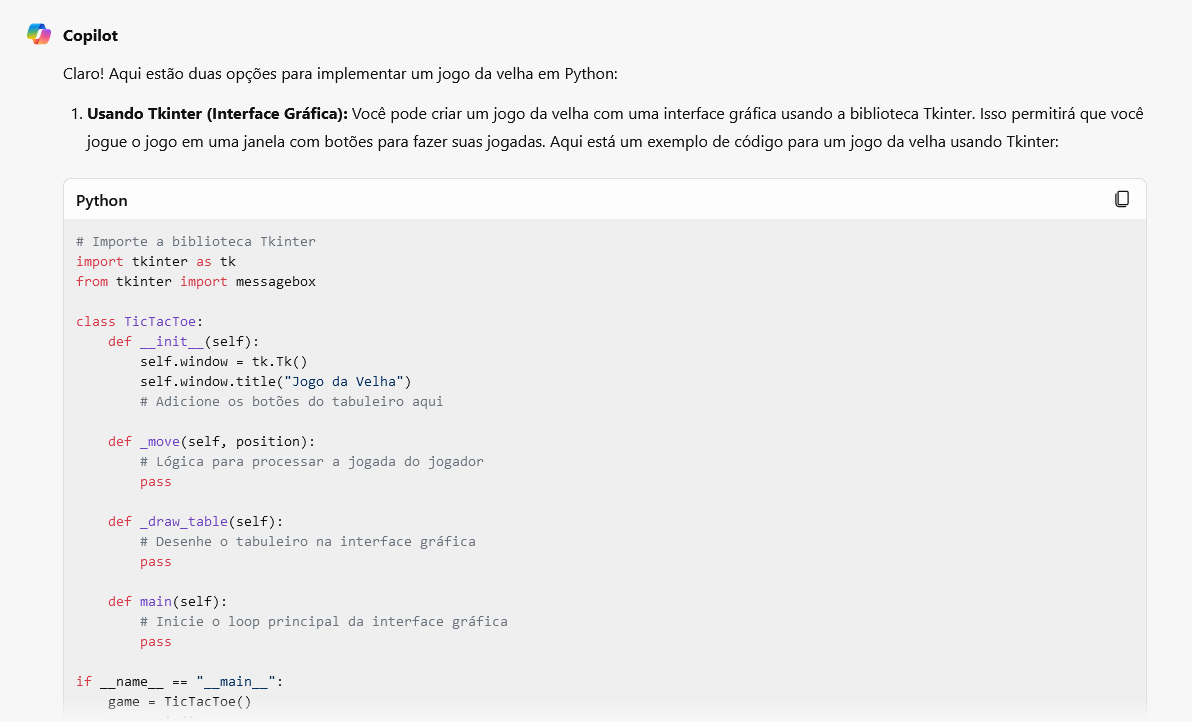 Copilot
Claro! Aqui estão duas opções para implementar um jogo da velha em Python:
1. Usando Tkinter (Interface Gráfica): Você pode criar um jogo da velha com uma interface gráfica usando a biblioteca Tkinter. Isso permitirá que você
jogue o jogo em uma janela com botões para fazer suas jogadas. Aqui está um exemplo de código para um jogo da velha usando Tkinter:
Python
# Importe a biblioteca Tkinter
import tkinter as tk
from tkinter import messagebox

class TicTacToe:
    def __init__(self):
        self.window = tk.Tk()
        self.window.title("Jogo da Velha")
        # Adicione os botões do tabuleiro aqui

    def _move(self, position):
        # Lógica para processar a jogada do jogador
        pass

    def _draw_table(self):
        # Desenhe o tabuleiro na interface gráfica
        pass

    def main(self):
        # Inicie o loop principal da interface gráfica
        pass

if __name__ == "__main__":
    game = TicTacToe()